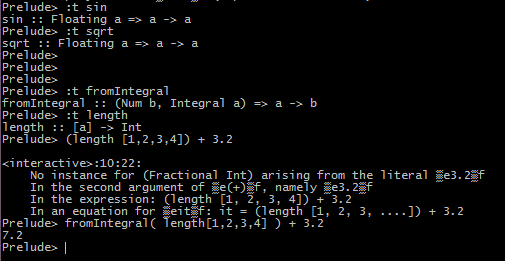 Prelude> :t sin
sin :: Floating a => a -> a
Prelude> :t sqrt
sqrt :: Floating a => a -> a
Prelude>
Prelude>
Prelude>
Prelude> :t fromIntegral
fromIntegral :: (Num b, Integral a) => a -> b
Prelude> :t length
length :: [a] -> Int
Prelude> (length [1,2,3,4]) + 3.2
<interactive>:10:22:
No instance for (Fractional Int) arising from the literal ▒e3.2▒f
In the second argument of ▒e(+)▒f, namely ▒e3.2▒f
In the expression: (length [1, 2, 3, 4]) + 3.2
In an equation for ▒eit▒f: it = (length [1, 2, 3, ....]) + 3.2
Prelude> fromIntegral( length[1,2,3,4] ) + 3.2
7.2
Prelude>